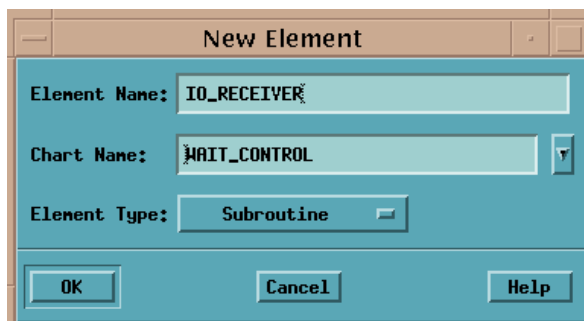 New Element
Element Name: IO_RECEIVER
Chart Name: WAIT_CONTROL
Element Type: Subroutine
OK Cancel Help